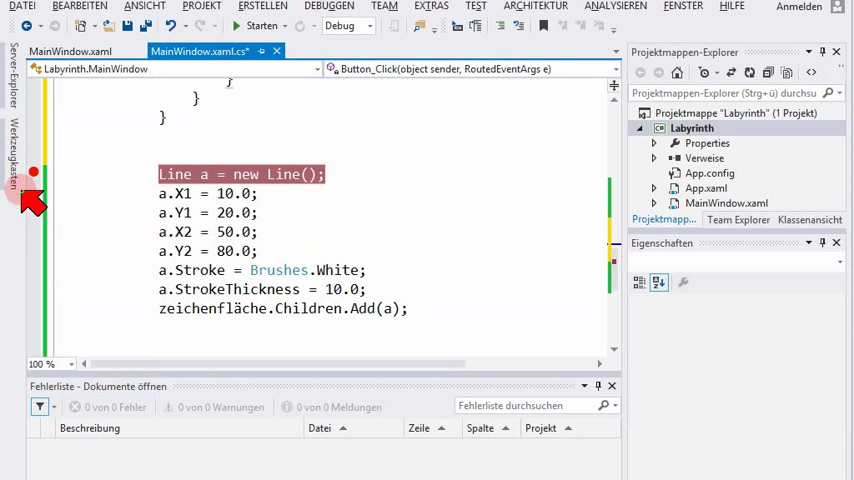 DATEI BEARBEITEN ANSICHT PROJEKT ERSTELLEN DEBUGGEN TEAM EXTRAS TEST ARCHITEKTUR ANALYSIEREN FENSTER HILFE Anmelden
Starten Debug
Server-Explorer
Werkzeugkasten
MainWindow.xaml MainWindow.xaml.cs*
Labyrinth.MainWindow Button_Click(object sender, RoutedEventArgs e)
}
}
}
Line a = new Line();
a.X1 = 10.0;
a.Y1 = 20.0;
a.X2 = 50.0;
a.Y2 = 80.0;
a.Stroke = Brushes.White;
a.StrokeThickness = 10.0;
zeichenfläche.Children.Add(a);
100 %
Fehlerliste - Dokumente öffnen
0 von 0 Fehler 0 von 0 Warnungen 0 von 0 Meldungen Fehlerliste durchsuchen
Beschreibung Datei Zeile Spalte Projekt
Projektmappen-Explorer
Projektmappen-Explorer (Strg+ü) durchsu
Projektmappe "Labyrinth" (1 Projekt)
Labyrinth
Properties
Verweise
App.config
App.xaml
MainWindow.xaml
Projektmapp... Team Explorer Klassenansicht
Eigenschaften